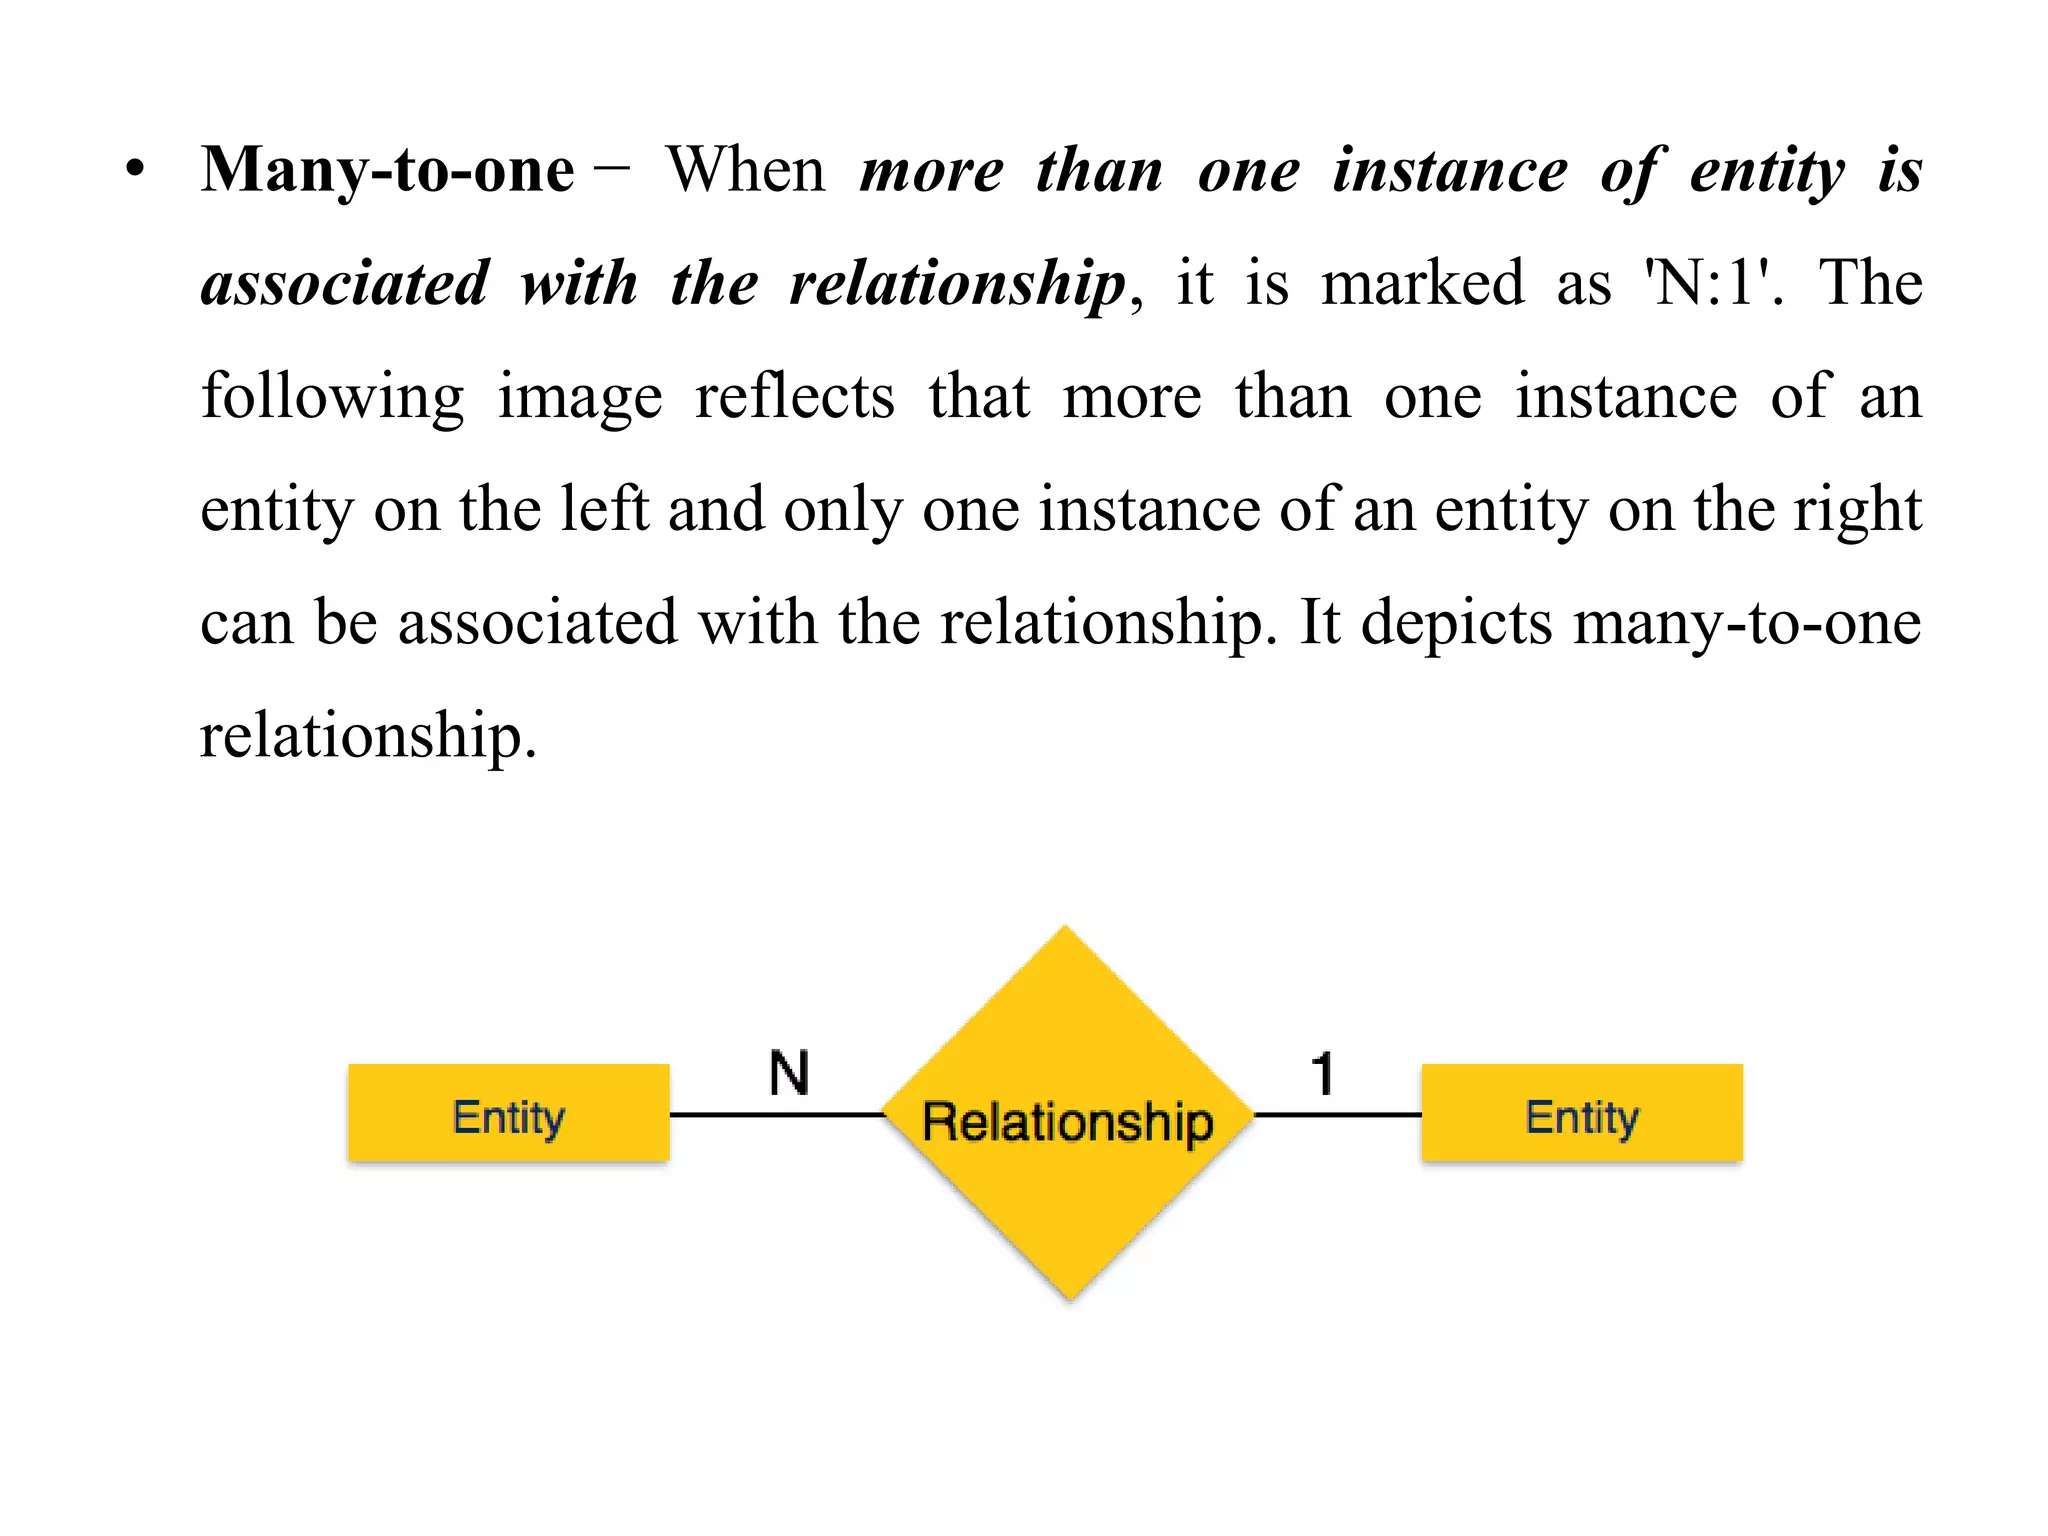 • Many-to-one − When more than one instance of entity is
associated with the relationship, it is marked as 'N:1'. The
following image reflects that more than one instance of an
entity on the left and only one instance of an entity on the right
can be associated with the relationship. It depicts many-to-one
relationship.
N 1
Entity Relationship Entity